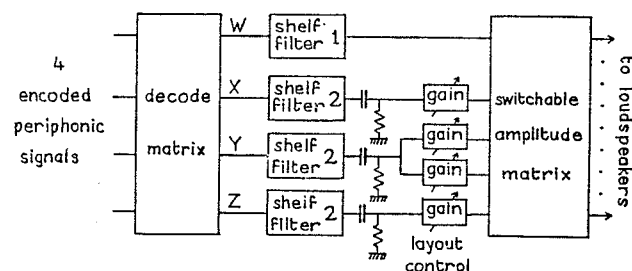 4
encoded
periphonic
signals
decode
matrix
W
shelf
filter 1
X
shelf
filter 2
gain
Y
shelf
filter 2
gain
gain
Z
shelf
filter 2
gain
layout
control
switchable
amplitude
matrix
to loudspeakers